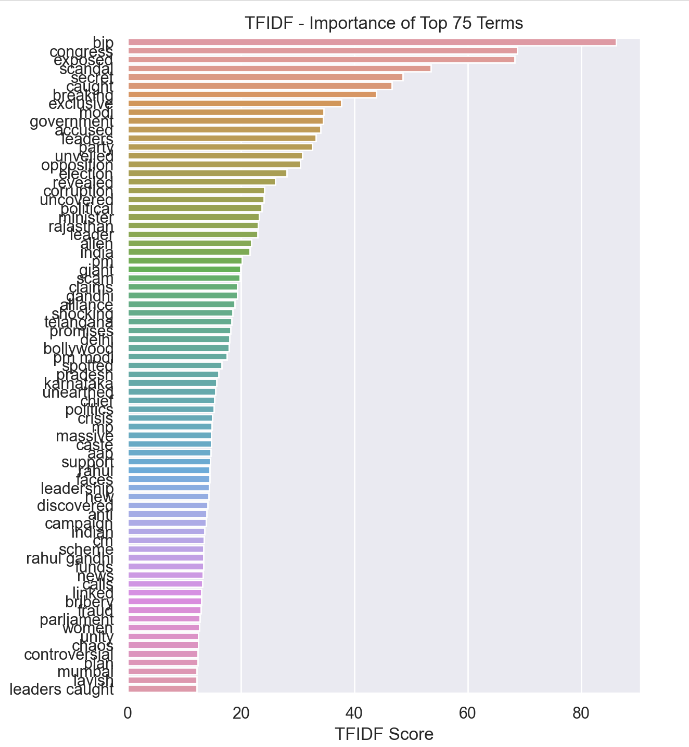 TFIDF - Importance of Top 75 Terms
bjp
congress
exposed
scandal
secret
caught
breaking
exclusive
modi
government
accused
leaders
party
unveiled
opposition
election
revealed
corruption
uncovered
political
minister
rajasthan
leader
alien
india
pm
giant
scam
claims
gandhi
alliance
shocking
telangana
promises
delhi
bollywood
pm modi
spotted
pradesh
karnataka
unearthed
chief
politics
crisis
mp
massive
caste
aap
support
rahul
faces
leadership
new
discovered
anti
campaign
indian
cm
scheme
rahul gandhi
funds
news
calls
linked
bribery
fraud
parliament
women
unity
chaos
controversial
plan
mumbai
lavish
leaders caught
0 20 40 60 80
TFIDF Score